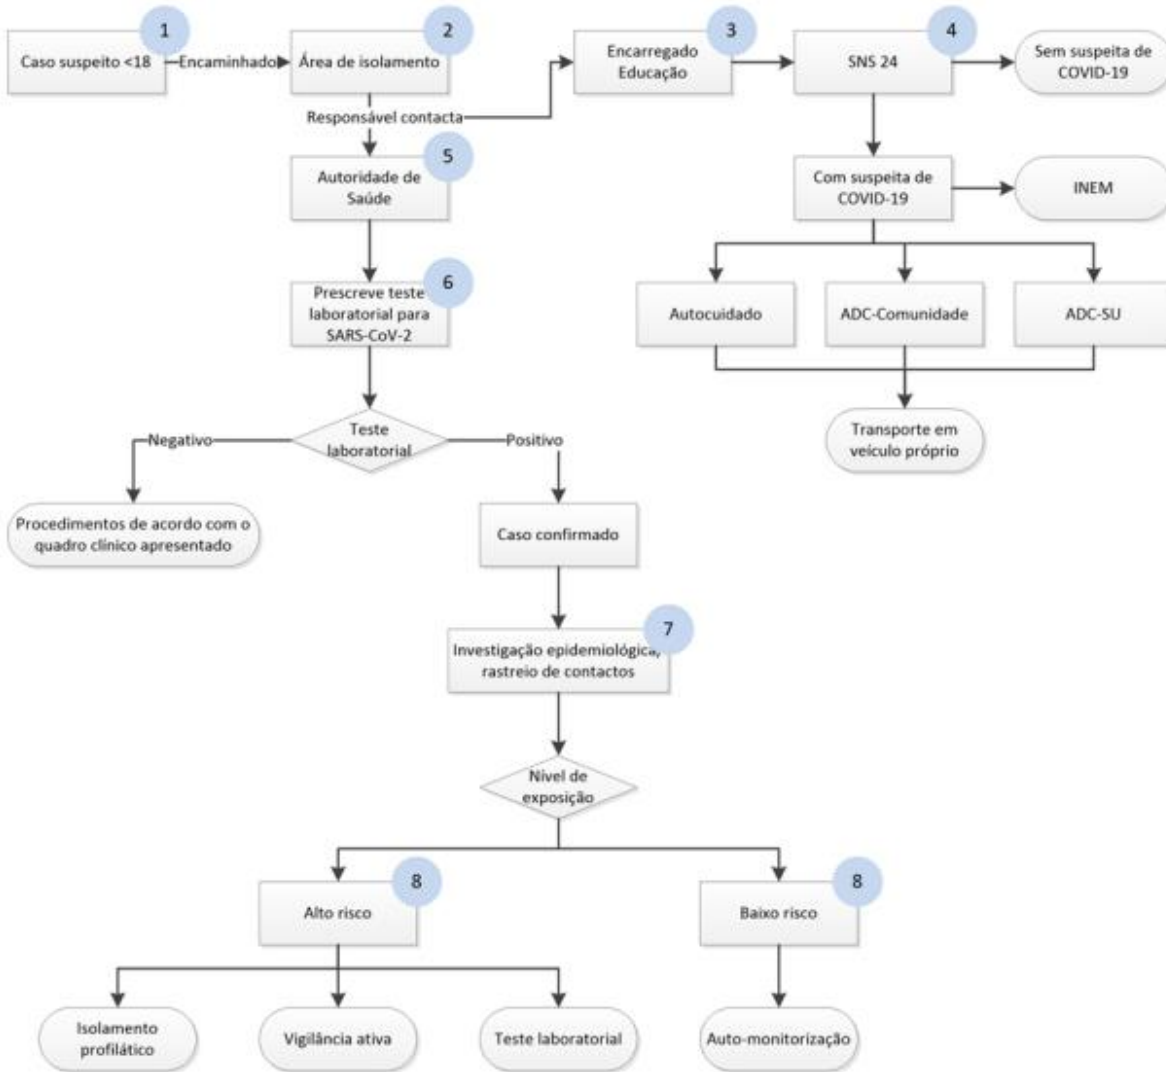 1
2
3
4
Caso suspeito <18
Encaminhado
Área de isolamento
Encarregado
Educação
SNS 24
Sem suspeita de
COVID-19
Responsável contacta
5
Autoridade de
Saúde
Com suspeita de
COVID-19
INEM
6
Prescreve teste
laboratorial para
SARS-CoV-2
Autocuidado
ADC-Comunidade
ADC-SU
Negativo
Teste
laboratorial
Positivo
Transporte em
veículo próprio
Procedimentos de acordo com o
quadro clínico apresentado
Caso confirmado
7
Investigação epidemiológica,
rastreio de contactos
Nível de
exposição
8
8
Alto risco
Baixo risco
Isolamento
profilático
Vigilância ativa
Teste laboratorial
Auto-monitorização